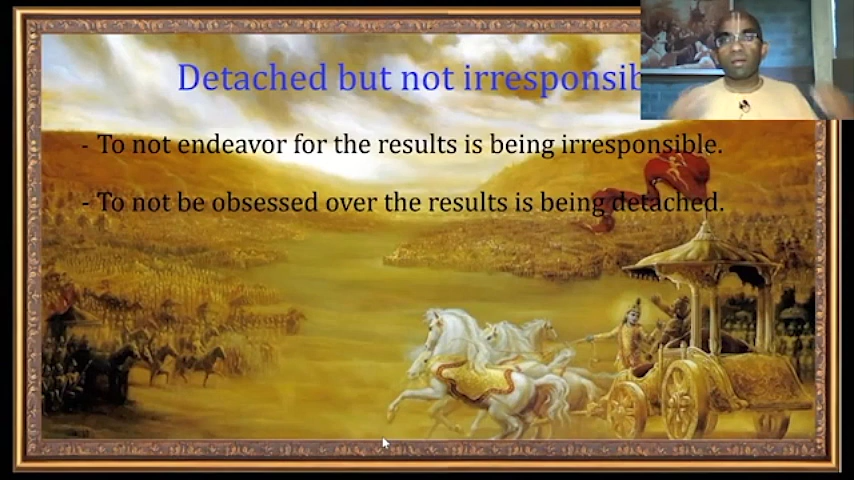 Detached but not irresponsib
- To not endeavor for the results is being irresponsible.
- To not be obsessed over the results is being detached.